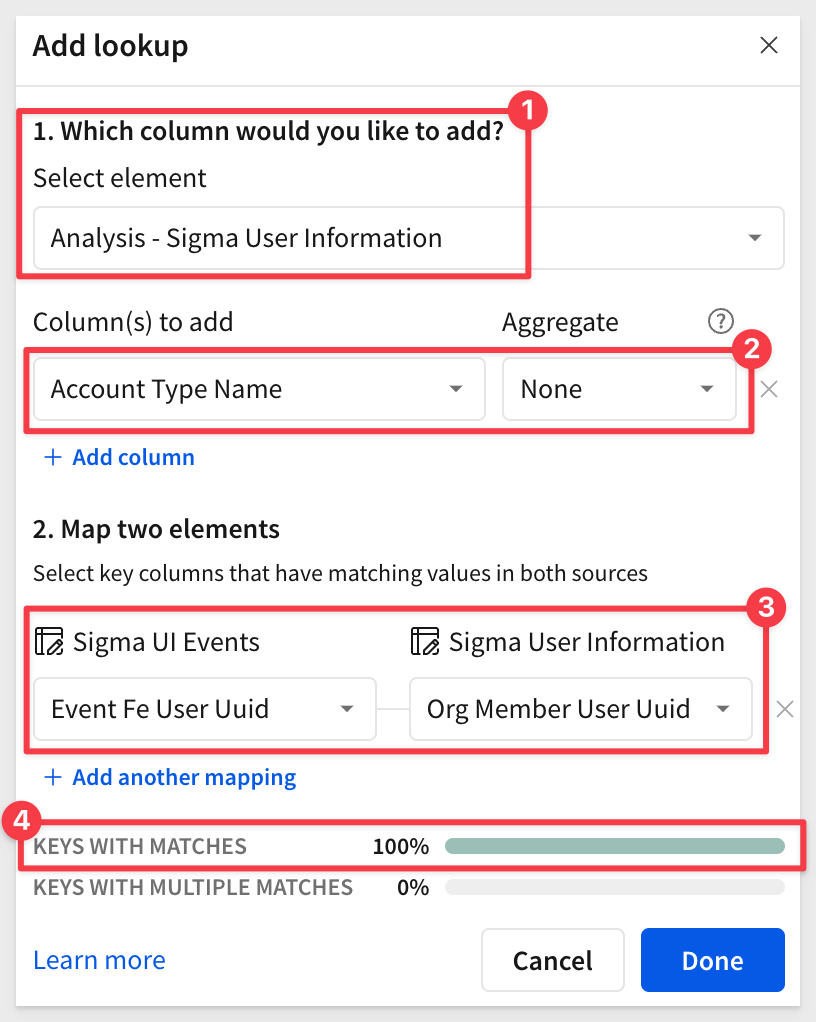 Add lookup
1
1. Which column would you like to add?
Select element
Analysis - Sigma User Information
Column(s) to add Aggregate ?
2
Account Type Name None
+ Add column
2. Map two elements
Select key columns that have matching values in both sources
3
Sigma UI Events Sigma User Information
Event Fe User Uuid Org Member User Uuid
+ Add another mapping
4
KEYS WITH MATCHES 100%
KEYS WITH MULTIPLE MATCHES 0%
Learn more Cancel Done